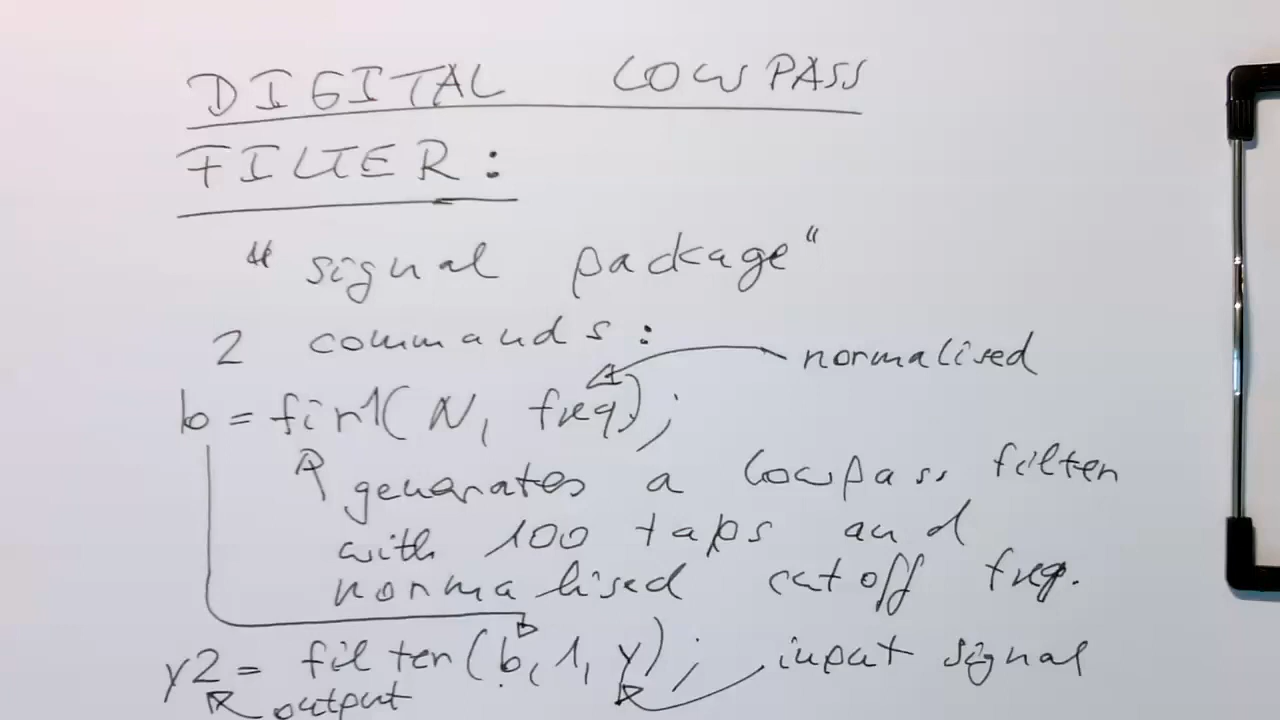 DIGITAL LOWPASS
FILTER:
"signal package"
2 commands:
normalised
b = fir1(N, freq);
generates a lowpass filter
with 100 taps and
normalised cutoff freq.
y2 = filter(b, 1, y); input signal
output